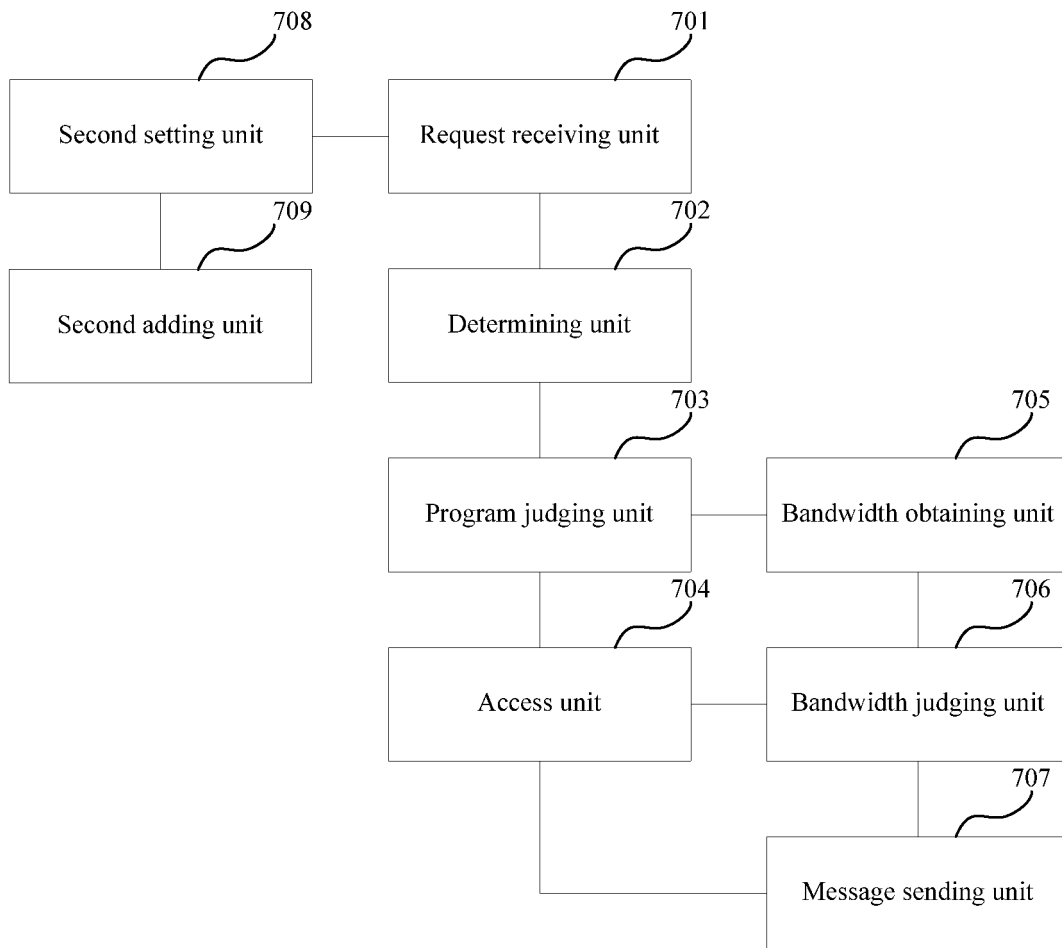 708
701
Second setting unit
Request receiving unit
709
702
Second adding unit
Determining unit
703
705
Program judging unit
Bandwidth obtaining unit
704
706
Access unit
Bandwidth judging unit
707
Message sending unit